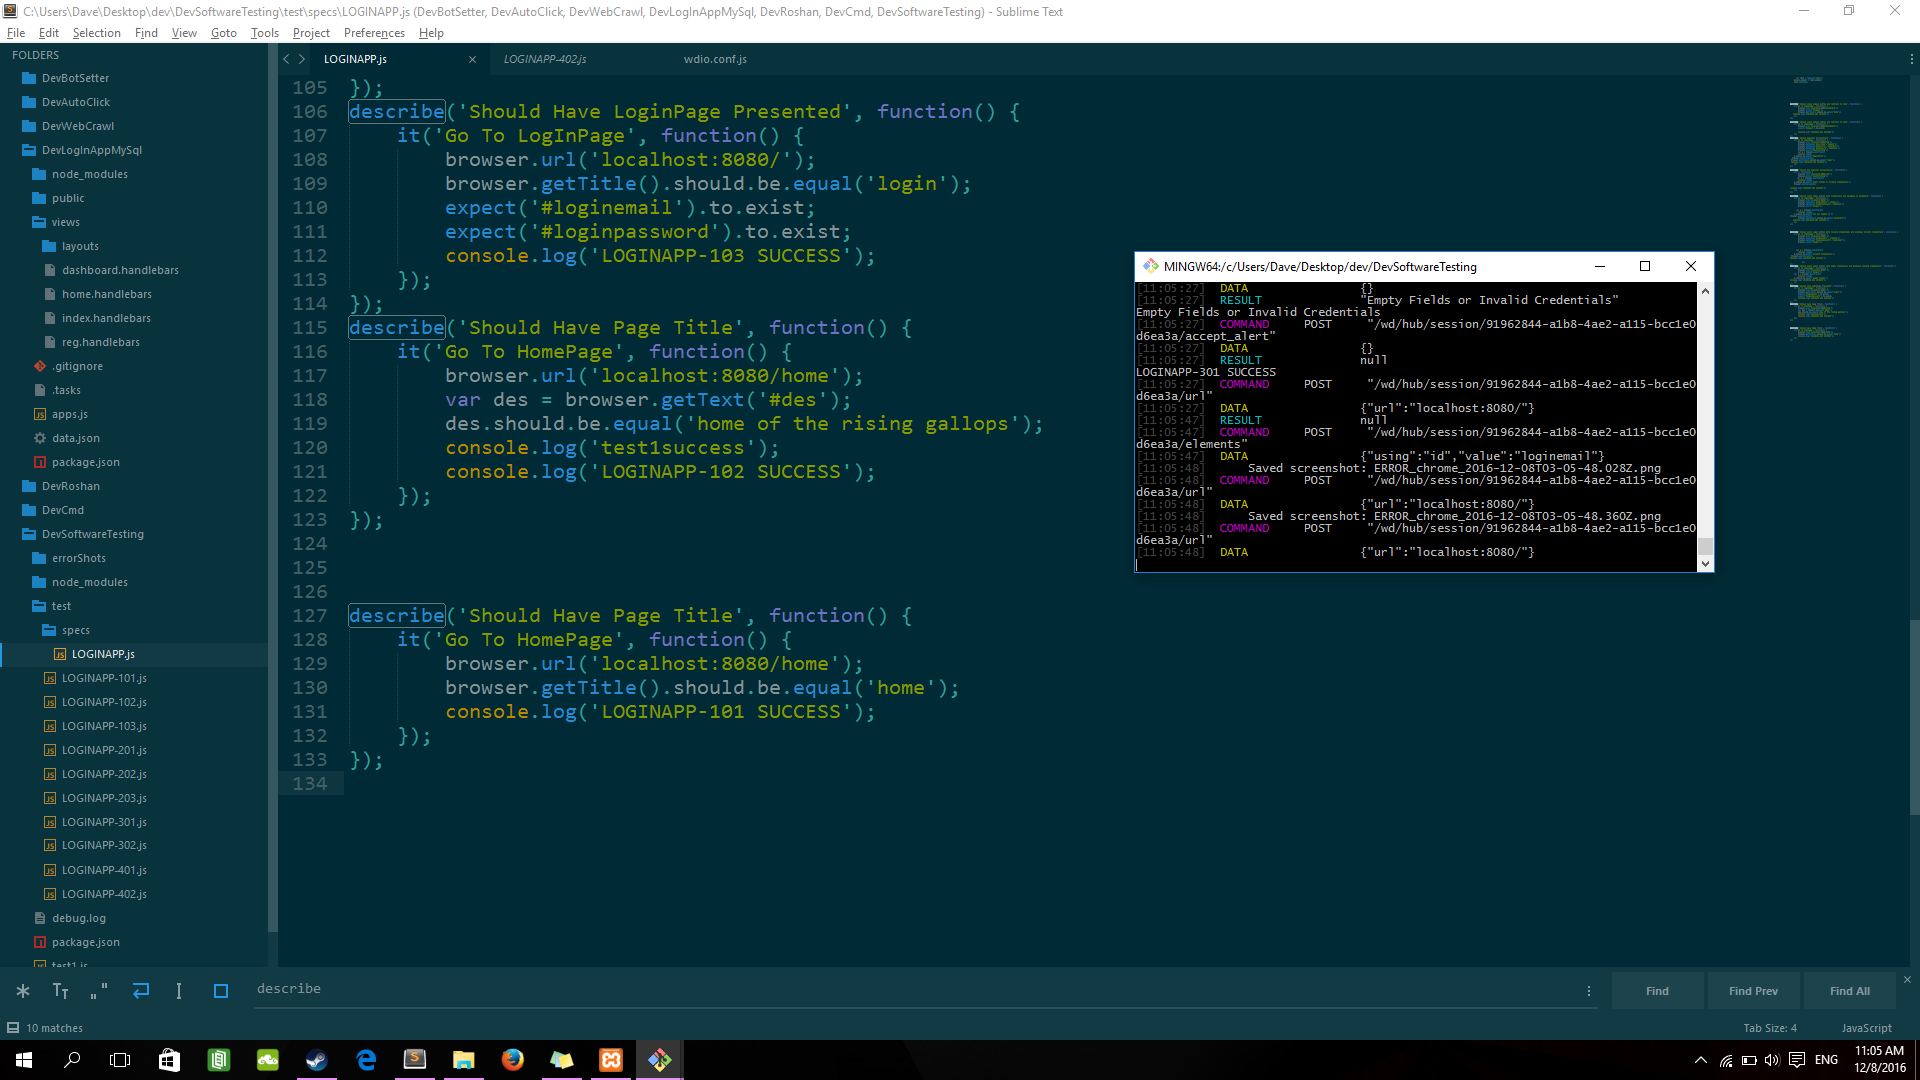 C:\Users\Dave\Desktop\dev\DevSoftwareTesting\test\specs\LOGINAPP.js (DevBotSetter, DevAutoClick, DevWebCrawl, DevLogInAppMySql, DevRoshan, DevCmd, DevSoftwareTesting) - Sublime Text
File Edit Selection Find View Goto Tools Project Preferences Help
FOLDERS
DevBotSetter
DevAutoClick
DevWebCrawl
DevLogInAppMySql
node_modules
public
views
layouts
dashboard.handlebars
home.handlebars
index.handlebars
reg.handlebars
.gitignore
.tasks
apps.js
data.json
package.json
DevRoshan
DevCmd
DevSoftwareTesting
errorShots
node_modules
test
specs
LOGINAPP.js
LOGINAPP-101.js
LOGINAPP-102.js
LOGINAPP-103.js
LOGINAPP-201.js
LOGINAPP-202.js
LOGINAPP-203.js
LOGINAPP-301.js
LOGINAPP-302.js
LOGINAPP-401.js
LOGINAPP-402.js
debug.log
package.json
test1.js
LOGINAPP.js LOGINAPP-402.js wdio.conf.js
105 });
106 describe('Should Have LoginPage Presented', function() {
107 it('Go To LogInPage', function() {
108 browser.url('localhost:8080/');
109 browser.getTitle().should.be.equal('login');
110 expect('#loginemail').to.exist;
111 expect('#loginpassword').to.exist;
112 console.log('LOGINAPP-103 SUCCESS');
113 });
114 });
115 describe('Should Have Page Title', function() {
116 it('Go To HomePage', function() {
117 browser.url('localhost:8080/home');
118 var des = browser.getText('#des');
119 des.should.be.equal('home of the rising gallops');
120 console.log('test1success');
121 console.log('LOGINAPP-102 SUCCESS');
122 });
123 });
124
125
126
127 describe('Should Have Page Title', function() {
128 it('Go To HomePage', function() {
129 browser.url('localhost:8080/home');
130 browser.getTitle().should.be.equal('home');
131 console.log('LOGINAPP-101 SUCCESS');
132 });
133 });
134
MINGW64:/c/Users/Dave/Desktop/dev/DevSoftwareTesting
[11:05:27] DATA {}
[11:05:27] RESULT "Empty Fields or Invalid Credentials"
Empty Fields or Invalid Credentials
[11:05:27] COMMAND POST "/wd/hub/session/91962844-a1b8-4ae2-a115-bcc1e0
d6ea3a/accept_alert"
[11:05:27] DATA {}
[11:05:27] RESULT null
LOGINAPP-301 SUCCESS
[11:05:27] COMMAND POST "/wd/hub/session/91962844-a1b8-4ae2-a115-bcc1e0
d6ea3a/url"
[11:05:27] DATA {"url":"localhost:8080/"}
[11:05:47] RESULT null
[11:05:47] COMMAND POST "/wd/hub/session/91962844-a1b8-4ae2-a115-bcc1e0
d6ea3a/elements"
[11:05:47] DATA {"using":"id","value":"loginemail"}
[11:05:48] Saved screenshot: ERROR_chrome_2016-12-08T03-05-48.028Z.png
[11:05:48] COMMAND POST "/wd/hub/session/91962844-a1b8-4ae2-a115-bcc1e0
d6ea3a/url"
[11:05:48] DATA {"url":"localhost:8080/"}
[11:05:48] Saved screenshot: ERROR_chrome_2016-12-08T03-05-48.360Z.png
[11:05:48] COMMAND POST "/wd/hub/session/91962844-a1b8-4ae2-a115-bcc1e0
d6ea3a/url"
[11:05:48] DATA {"url":"localhost:8080/"}
describe
Find Find Prev Find All
10 matches
Tab Size: 4 JavaScript
ENG
11:05 AM
12/8/2016